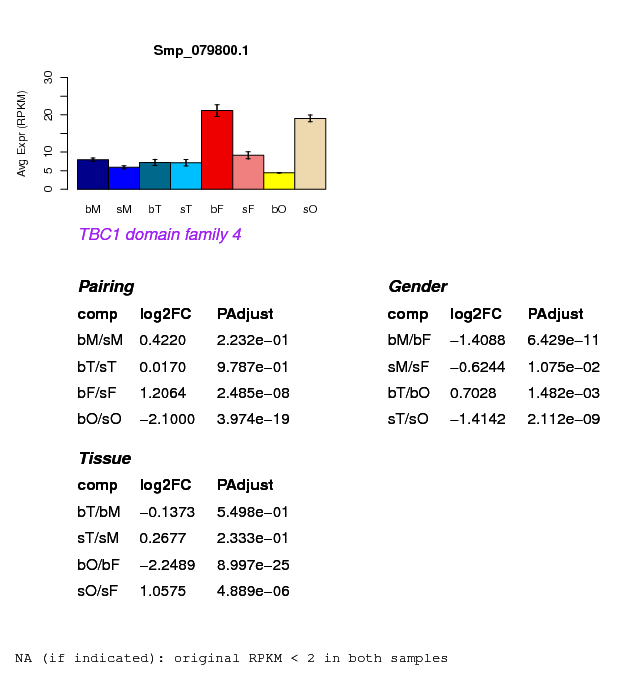 Smp_079800.1
Avg Expr (RPKM)
30
20
10
5
0
bM sM bT sT bF sF bO sO
TBC1 domain family 4
Pairing
comp log2FC PAdjust
bM/sM 0.4220 2.232e−01
bT/sT 0.0170 9.787e−01
bF/sF 1.2064 2.485e−08
bO/sO −2.1000 3.974e−19
Gender
comp log2FC PAdjust
bM/bF −1.4088 6.429e−11
sM/sF −0.6244 1.075e−02
bT/bO 0.7028 1.482e−03
sT/sO −1.4142 2.112e−09
Tissue
comp log2FC PAdjust
bT/bM −0.1373 5.498e−01
sT/sM 0.2677 2.333e−01
bO/bF −2.2489 8.997e−25
sO/sF 1.0575 4.889e−06
NA (if indicated): original RPKM < 2 in both samples